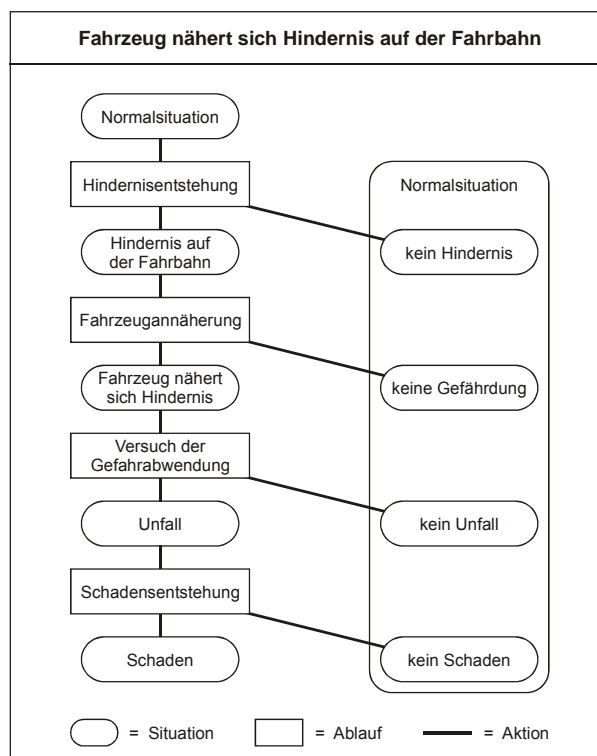 Fahrzeug nähert sich Hindernis auf der Fahrbahn
Normalsituation
Hindernisentstehung
Normalsituation
Hindernis auf
der Fahrbahn
kein Hindernis
Fahrzeugannäherung
Fahrzeug nähert
sich Hindernis
keine Gefährdung
Versuch der
Gefahrabwendung
Unfall
kein Unfall
Schadensentstehung
Schaden
kein Schaden
= Situation
= Ablauf
= Aktion